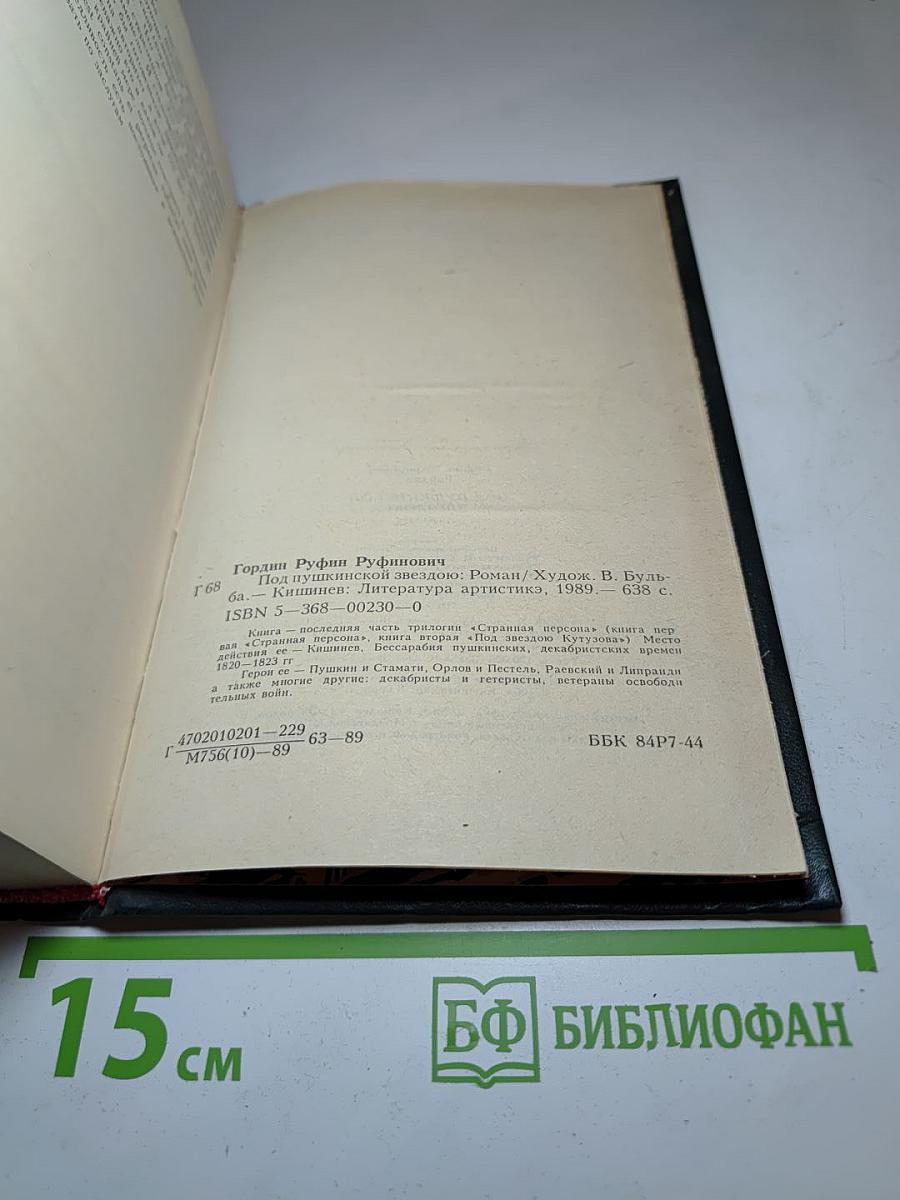 Гордин Руфин Руфинович
Г 68
Под пушкинской звездою: Роман/Худож. В. Буль-
ба.— Кишинев: Литература артистикэ, 1989.— 638 с.
ISBN 5—368—00230—0
Книга — последняя часть трилогии «Странная персона» (книга пер
вая «Странная персона», книга вторая «Под звездою Кутузова») Место
действия ее — Кишинев, Бессарабия пушкинских, декабристских времен
1820—1823 гг
Герои ее — Пушкин и Стамати, Орлов и Пестель, Раевский и Липранди
а также многие другие: декабристы и гетеристы, ветераны освободи
тельных войн.
Г 4702010201—229
М756(10)—89
63—89
ББК 84Р7-44
15 см
БФ БИБЛИОФАН